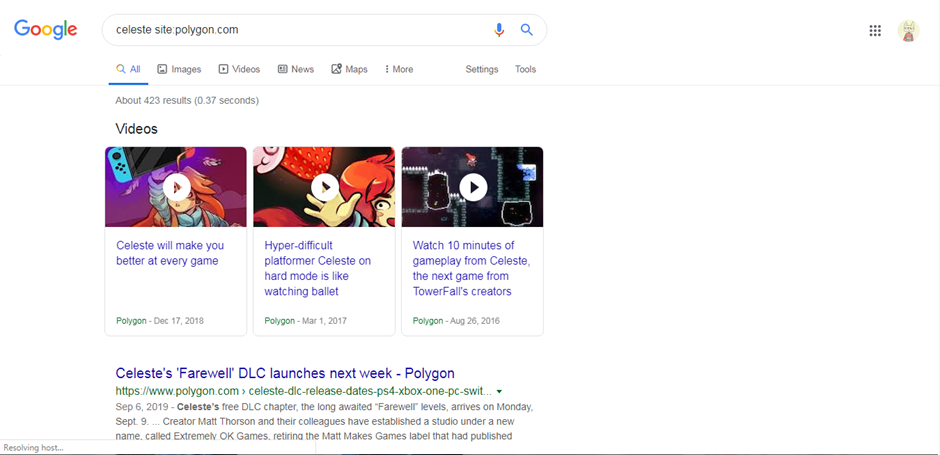 Google
celeste site:polygon.com
All Images Videos News Maps More Settings Tools
About 423 results (0.37 seconds)
Videos
Celeste will make you
better at every game
Polygon - Dec 17, 2018
Hyper-difficult
platformer Celeste on
hard mode is like
watching ballet
Polygon - Mar 1, 2017
Watch 10 minutes of
gameplay from Celeste,
the next game from
TowerFall's creators
Polygon - Aug 26, 2016
Celeste's 'Farewell' DLC launches next week - Polygon
https://www.polygon.com › celeste-dlc-release-dates-ps4-xbox-one-pc-swit...
Sep 6, 2019 - Celeste's free DLC chapter, the long awaited “Farewell” levels, arrives on Monday,
Sept. 9. ... Creator Matt Thorson and their colleagues have established a studio under a new
name, called Extremely OK Games, retiring the Matt Makes Games label that had published
Resolving host...